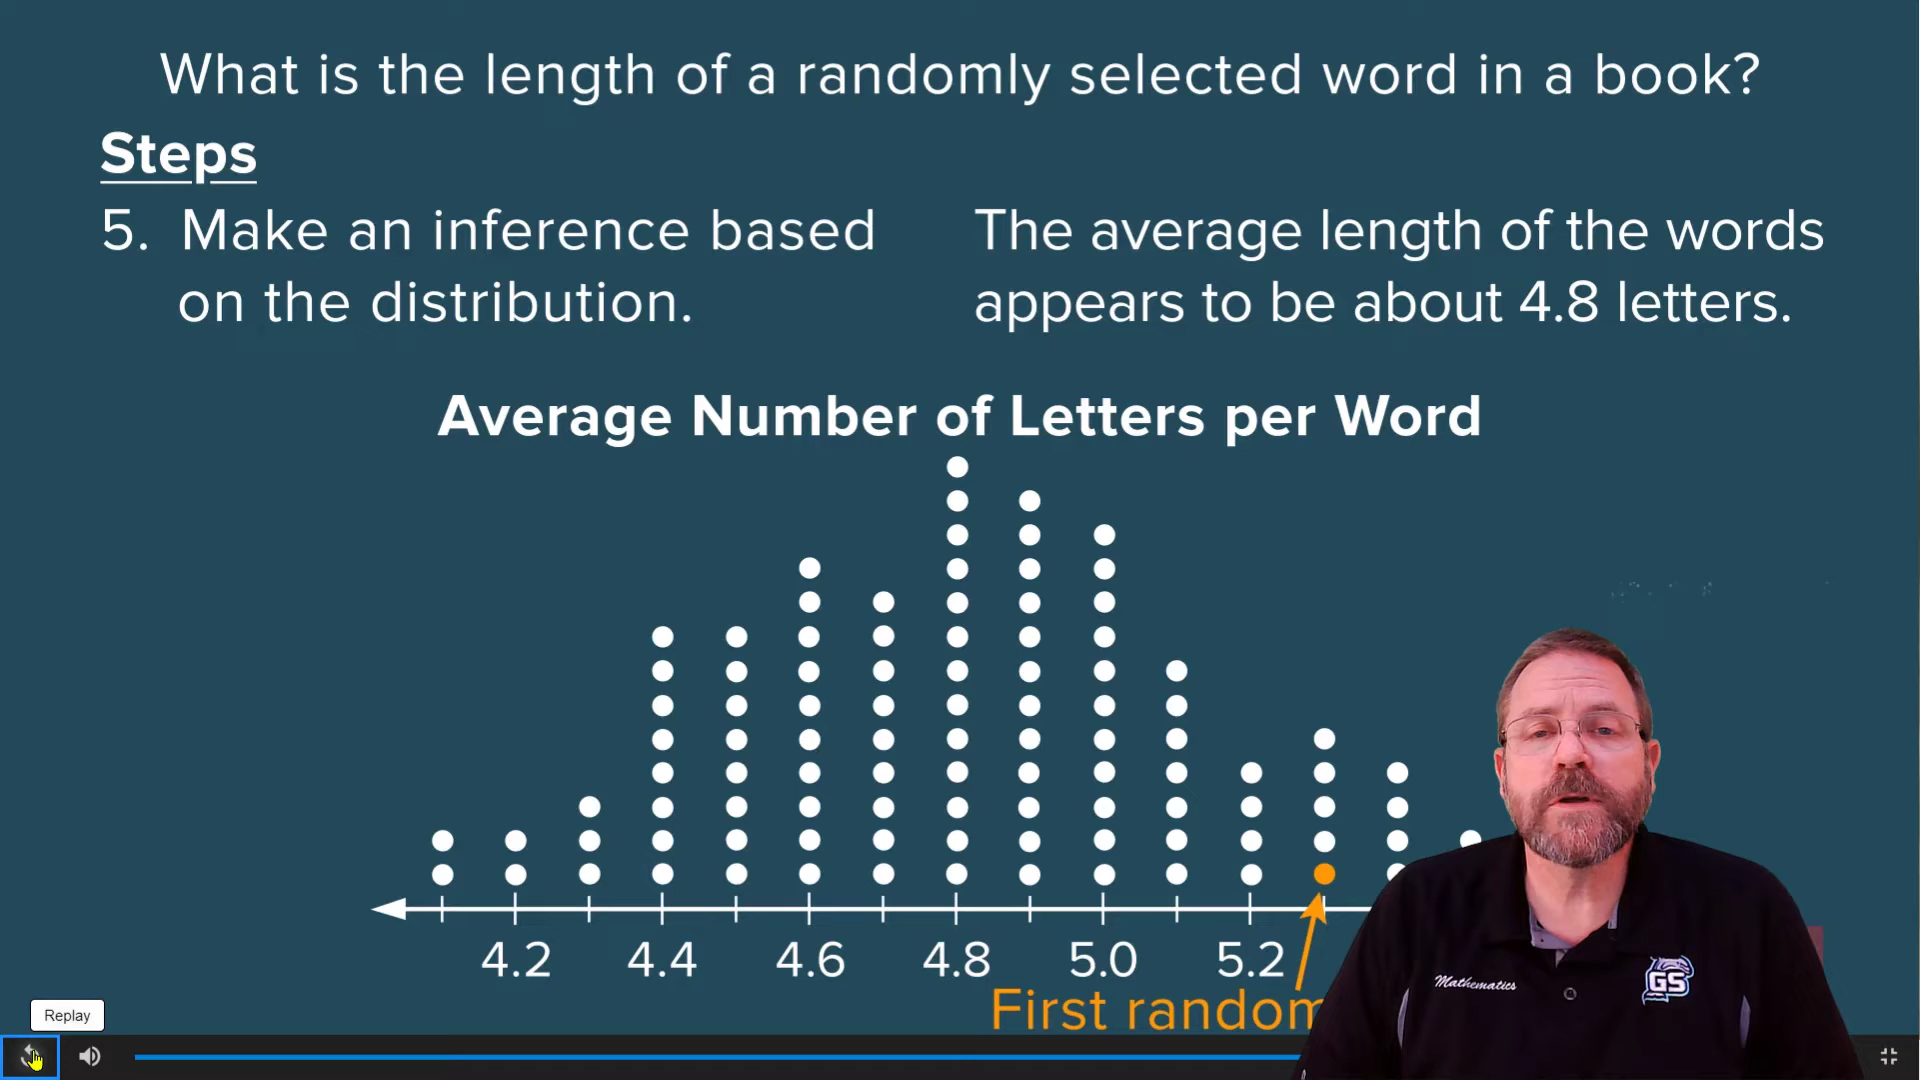 What is the length of a randomly selected word in a book?
Steps
5. Make an inference based
on the distribution.
The average length of the words
appears to be about 4.8 letters.
Average Number of Letters per Word
4.2 4.4 4.6 4.8 5.0 5.2
First random
Mathematics
GS
Replay